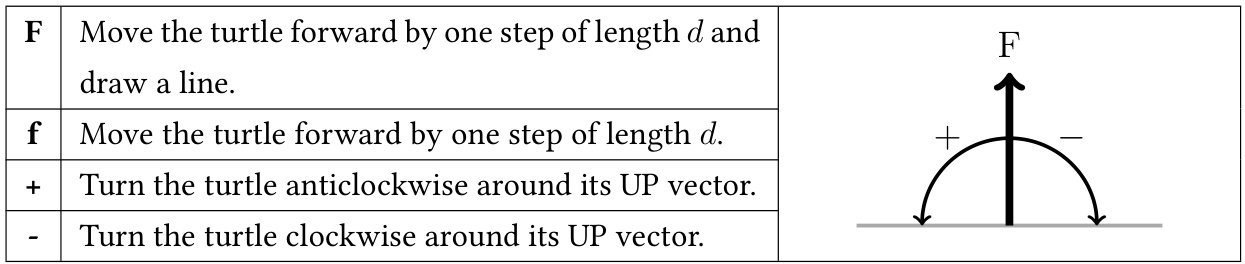 F Move the turtle forward by one step of length d and
draw a line.
f Move the turtle forward by one step of length d.
+ Turn the turtle anticlockwise around its UP vector.
- Turn the turtle clockwise around its UP vector.
F
+ −